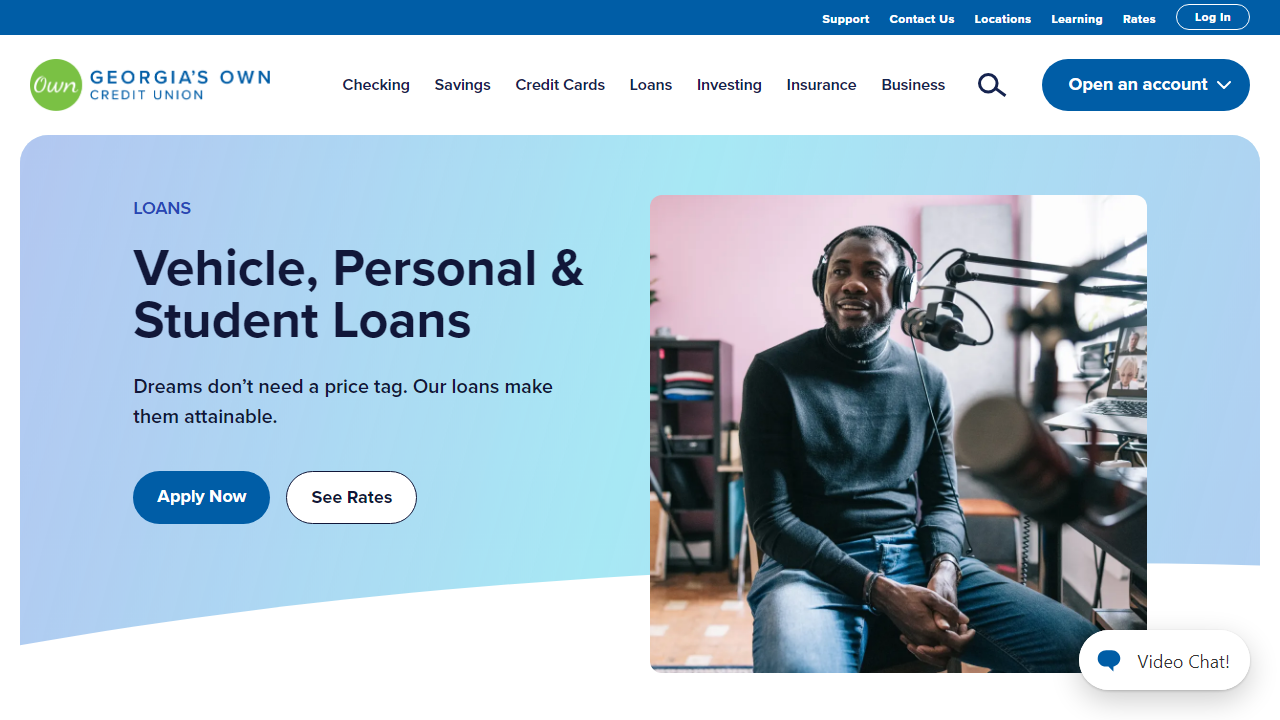 Support Contact Us Locations Learning Rates Log In
Own GEORGIA'S OWN
CREDIT UNION
Checking Savings Credit Cards Loans Investing Insurance Business Open an account
LOANS
Vehicle, Personal &
Student Loans
Dreams don’t need a price tag. Our loans make
them attainable.
Apply Now See Rates
Video Chat!